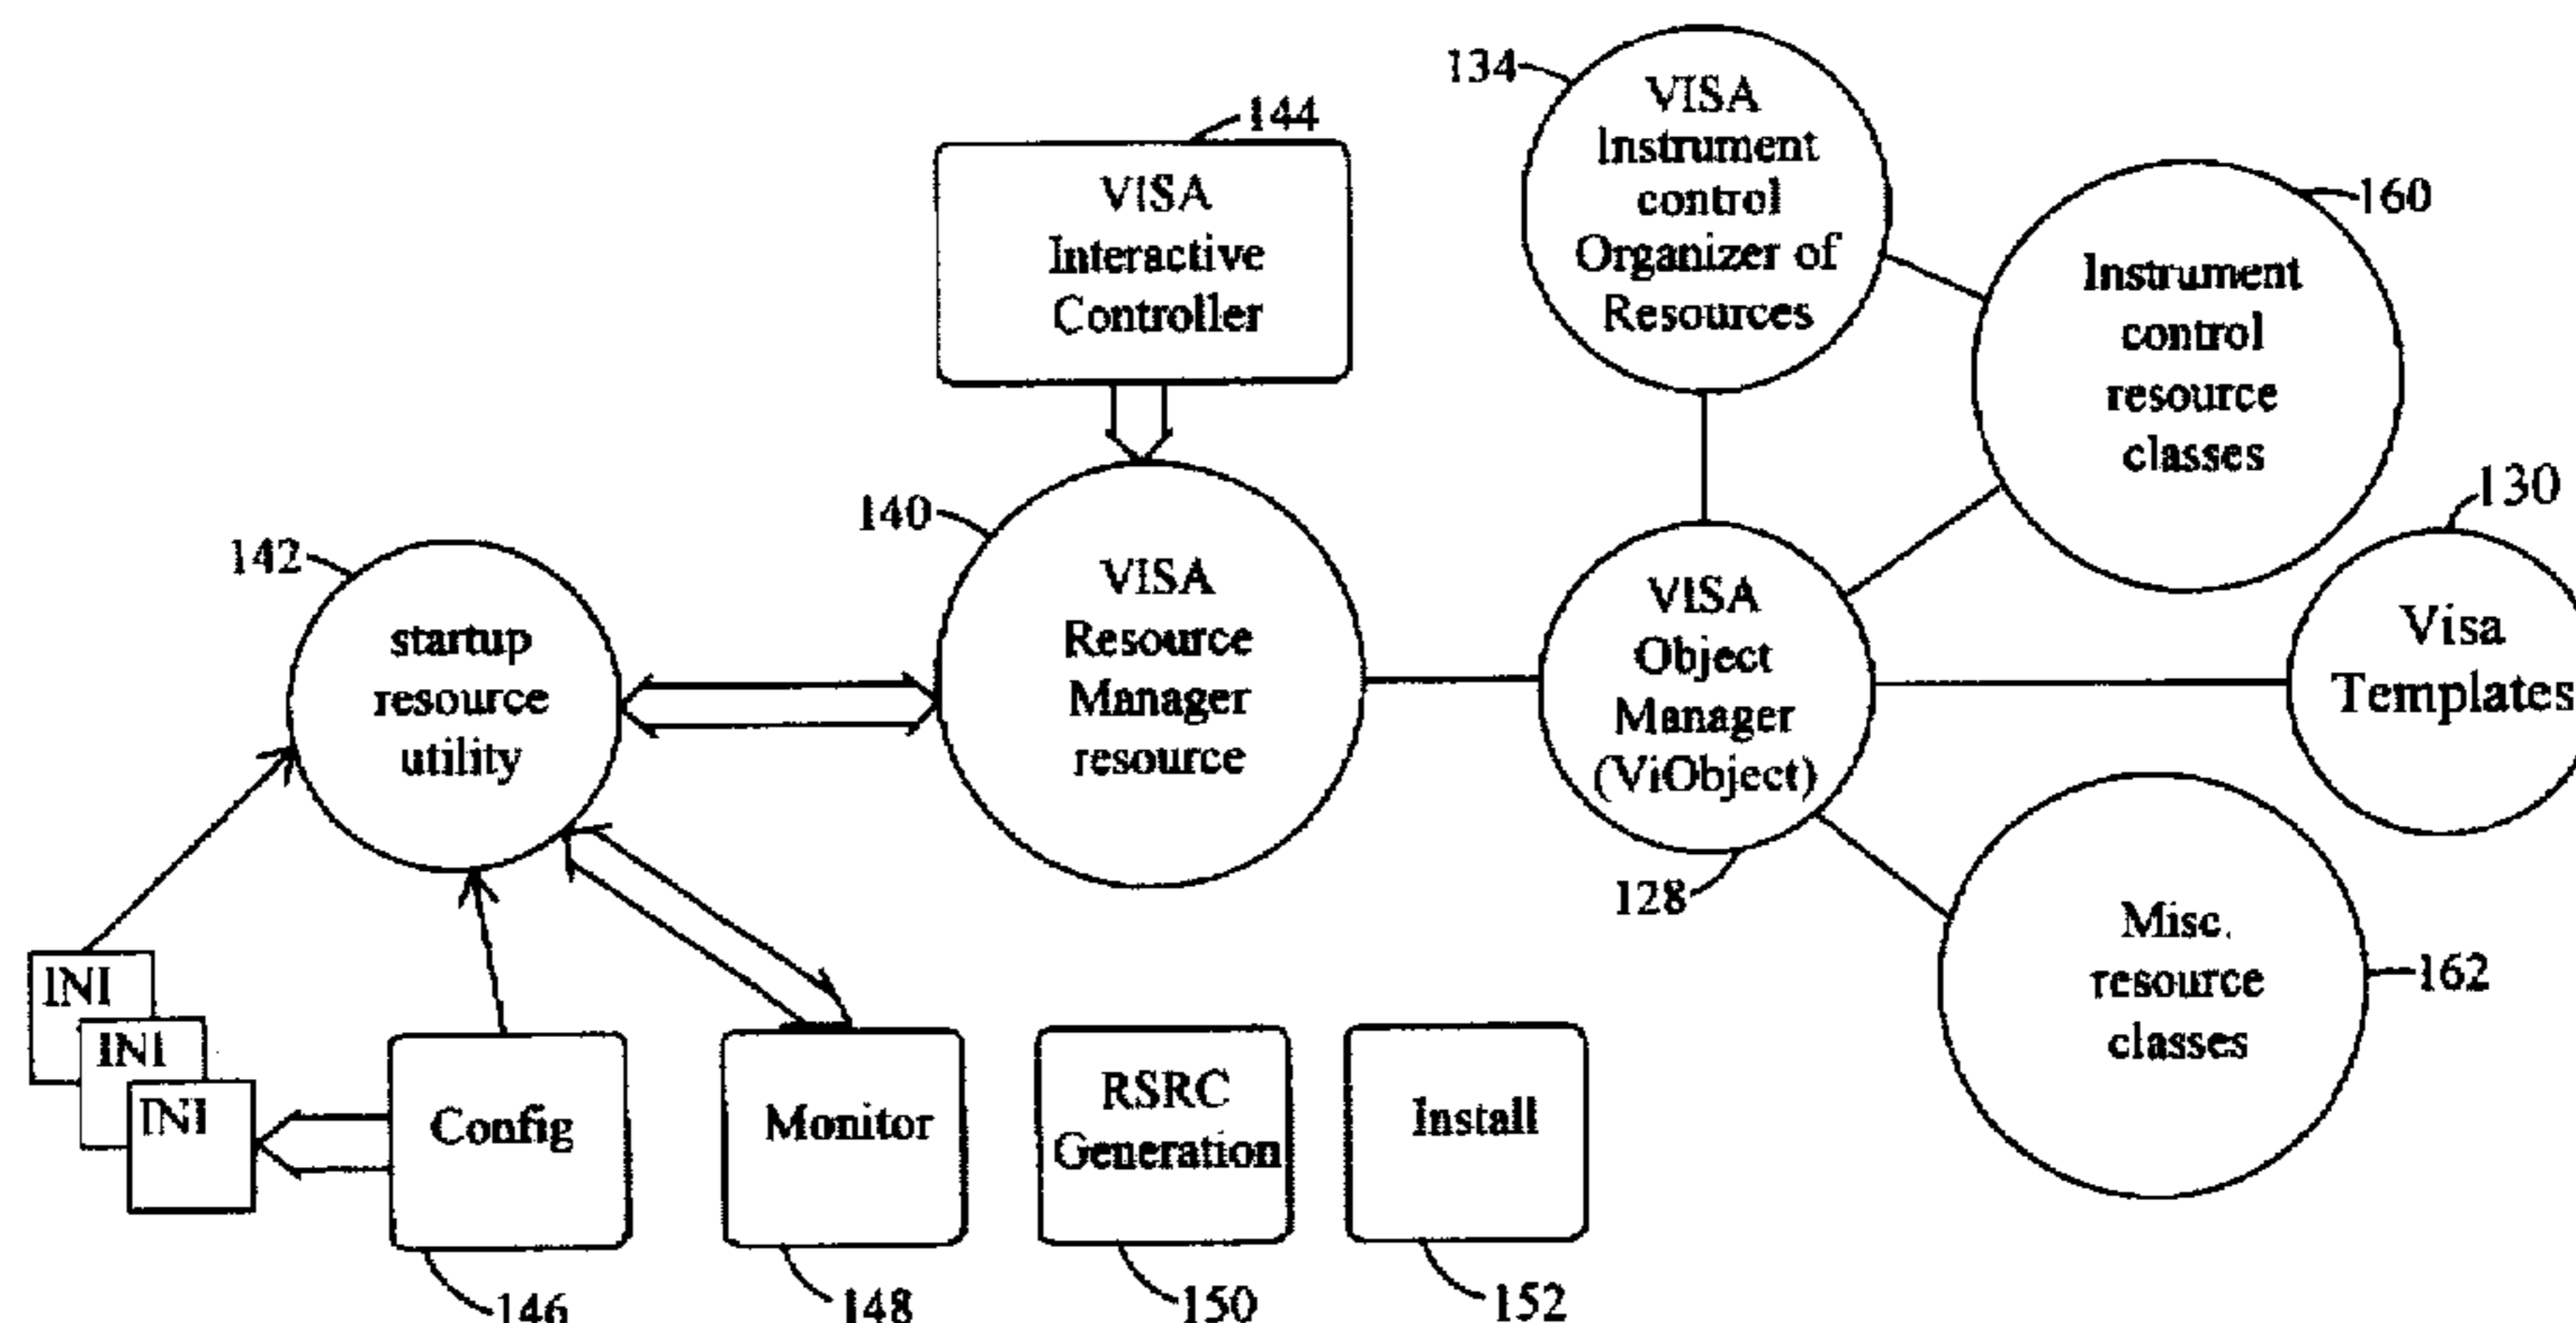 134
VISA
Instrument
control
Organizer of
Resources
144
VISA
Interactive
Controller
160
Instrument
control
resource
classes
130
Visa
Templates
140
VISA
Resource
Manager
resource
142
startup
resource
utility
VISA
Object
Manager
(ViObject)
128
Misc.
resource
classes
162
INI
INI
INI
Config
Monitor
RSRC
Generation
Install
146
148
150
152